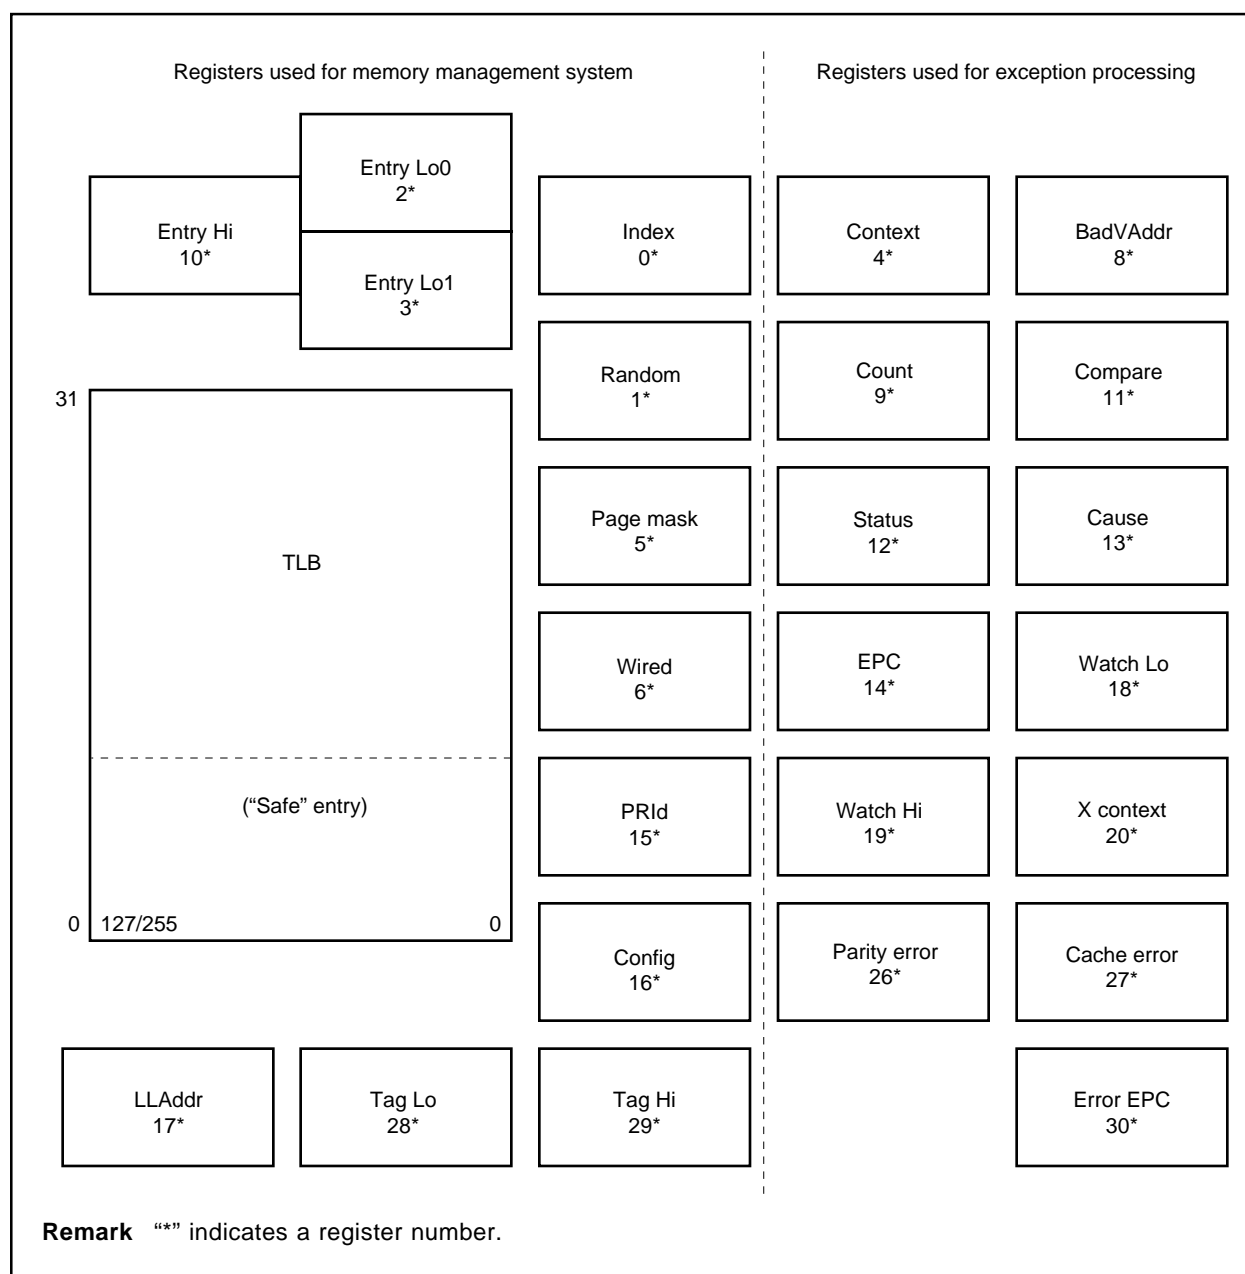 Registers used for memory management system
Registers used for exception processing
Entry Lo0
2*
Entry Hi
10*
Entry Lo1
3*
Index
0*
Context
4*
BadVAddr
8*
Random
1*
Count
9*
Compare
11*
31
TLB
Page mask
5*
Status
12*
Cause
13*
Wired
6*
EPC
14*
Watch Lo
18*
(“Safe” entry)
PRId
15*
Watch Hi
19*
X context
20*
0
127/255
0
Config
16*
Parity error
26*
Cache error
27*
LLAddr
17*
Tag Lo
28*
Tag Hi
29*
Error EPC
30*
Remark “*” indicates a register number.